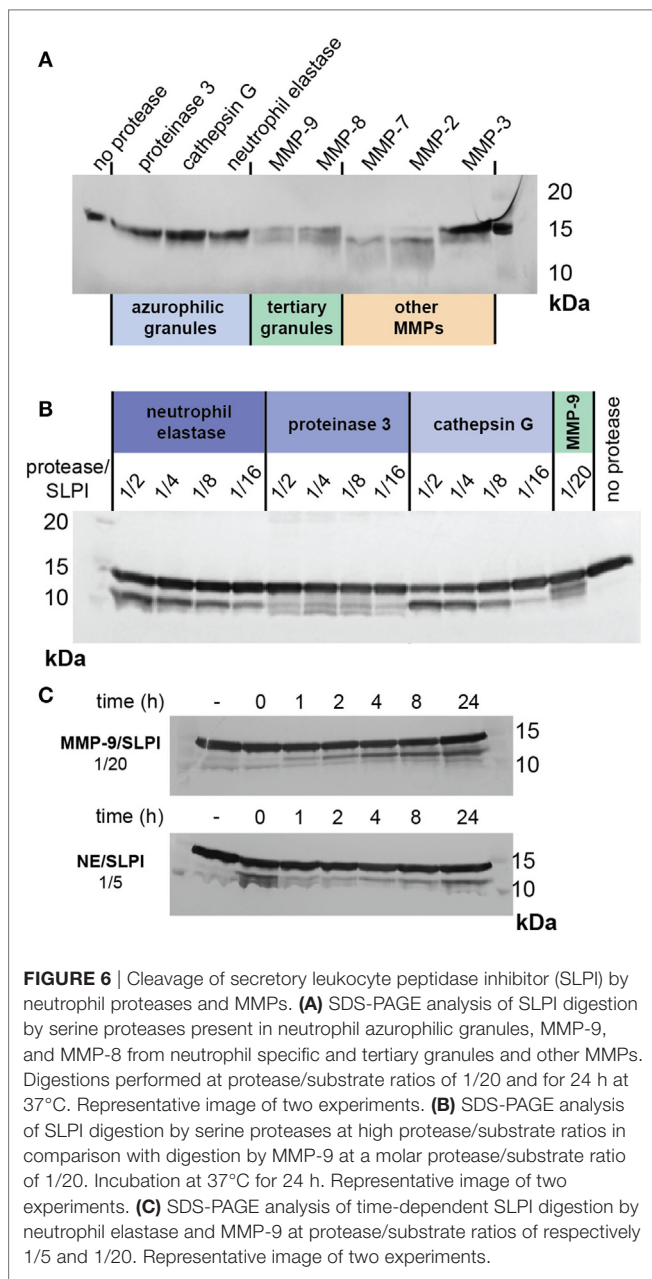 A
no protease
proteinase 3
cathepsin G
neutrophil elastase
MMP-9
MMP-8
MMP-7
MMP-2
MMP-3
20
15
10
kDa
azurophilic
granules
tertiary
granules
other
MMPs
B
neutrophil
elastase
proteinase 3
cathepsin G
MMP-9
no protease
protease/
SLPI
1/2 1/4 1/8 1/16 1/2 1/4 1/8 1/16 1/2 1/4 1/8 1/16 1/20
20
15
10
kDa
C
time (h) - 0 1 2 4 8 24
MMP-9/SLPI
1/20
15
10
time (h) - 0 1 2 4 8 24
NE/SLPI
1/5
15
10
kDa
FIGURE 6 | Cleavage of secretory leukocyte peptidase inhibitor (SLPI) by
neutrophil proteases and MMPs. (A) SDS-PAGE analysis of SLPI digestion
by serine proteases present in neutrophil azurophilic granules, MMP-9,
and MMP-8 from neutrophil specific and tertiary granules and other MMPs.
Digestions performed at protease/substrate ratios of 1/20 and for 24 h at
37°C. Representative image of two experiments. (B) SDS-PAGE analysis
of SLPI digestion by serine proteases at high protease/substrate ratios in
comparison with digestion by MMP-9 at a molar protease/substrate ratio
of 1/20. Incubation at 37°C for 24 h. Representative image of two
experiments. (C) SDS-PAGE analysis of time-dependent SLPI digestion by
neutrophil elastase and MMP-9 at protease/substrate ratios of respectively
1/5 and 1/20. Representative image of two experiments.